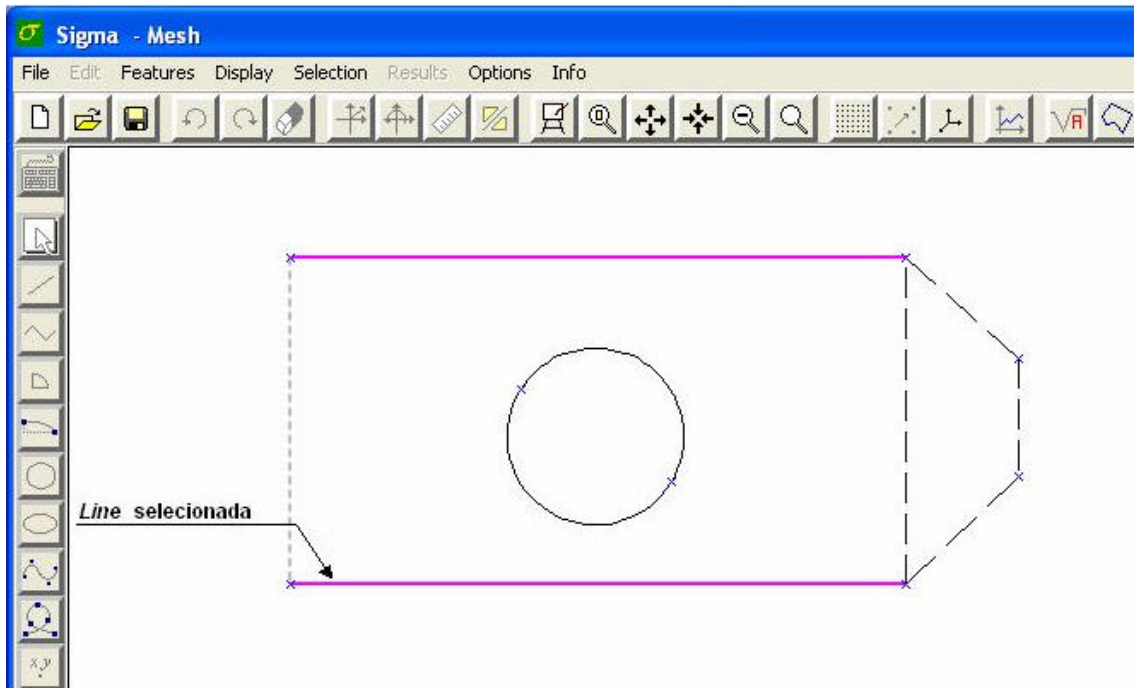 σ Sigma - Mesh
File Edit Features Display Selection Results Options Info
A
Line selecionada
x,y